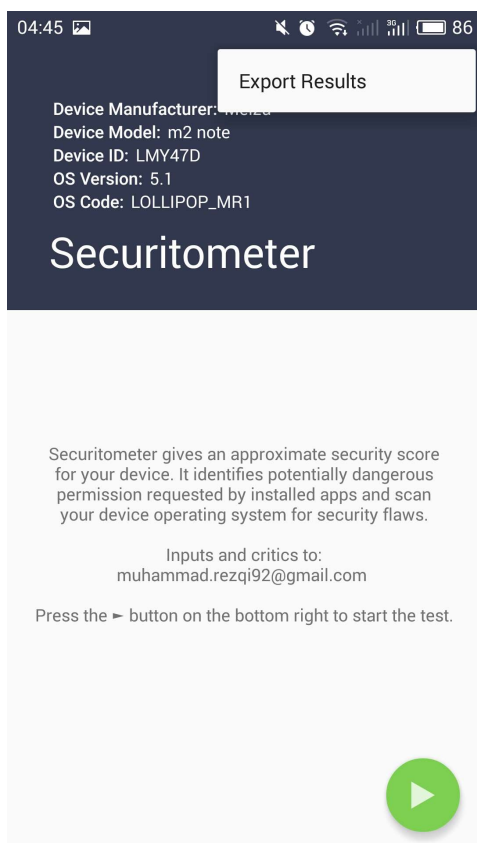 04:45 3G 86
Export Results
Device Manufacturer: Meizu
Device Model: m2 note
Device ID: LMY47D
OS Version: 5.1
OS Code: LOLLIPOP_MR1
Securitometer
Securitometer gives an approximate security score
for your device. It identifies potentially dangerous
permission requested by installed apps and scan
your device operating system for security flaws.
Inputs and critics to:
muhammad.rezqi92@gmail.com
Press the ► button on the bottom right to start the test.